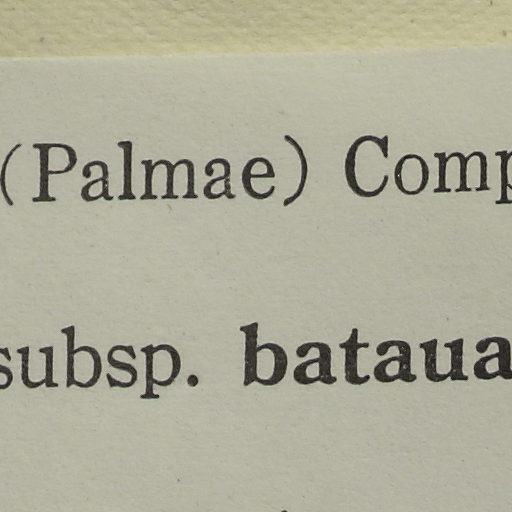 (Palmae) Comp
subsp. bataua